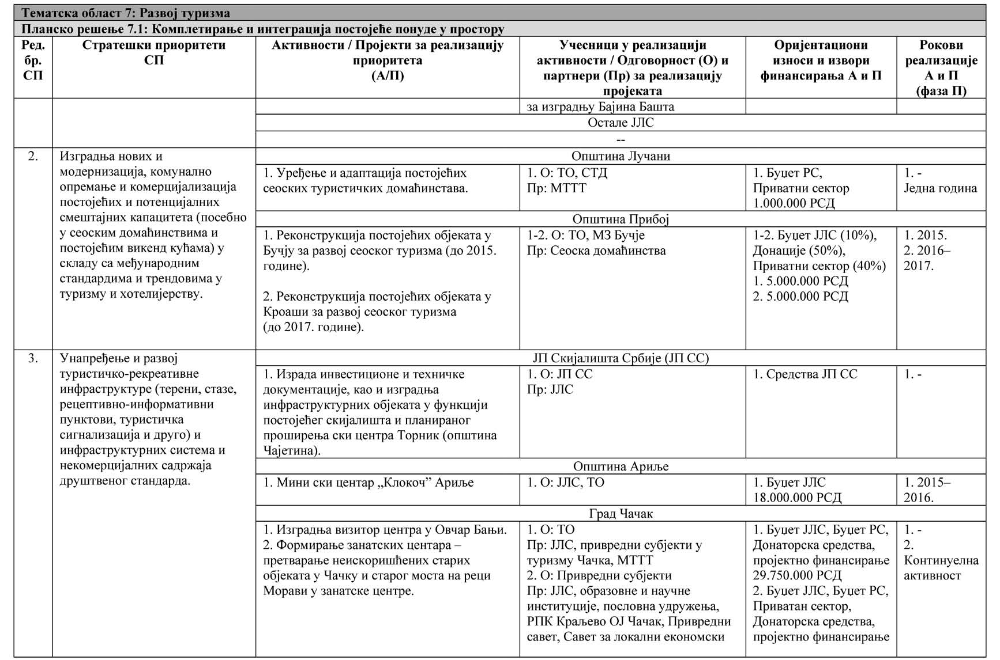 Тематска област 7: Развој туризма
Планско решење 7.1: Комплетирање и интеграција постојеће понуде у простору
Ред.
бр.
СП
Стратешки приоритети
СП
Активности / Пројекти за реализацију
приоритета
(А/П)
Учесници у реализацији
активности / Одговорност (О) и
партнери (Пр) за реализацију
пројеката
Оријентациони
износи и извори
финансирања А и П
Рокови
реализације
А и П
(фаза П)
за изградњу Бајина Башта
Остале ЈЛС
--
2.
Изградња нових и
модернизација, комунално
опремање и комерцијализација
постојећих и потенцијалних
смештајних капацитета (посебно
у сеоским домаћинствима и
постојећим викенд кућама) у
складу са међународним
стандардима и трендовима у
туризму и хотелијерству.
Општина Лучани
1. Уређење и адаптација постојећих
сеоских туристичких домаћинстава.
1. О: ТО, СТД
Пр: МТТТ
1. Буџет РС,
Приватни сектор
1.000.000 РСД
1. -
Једна година
Општина Прибој
1. Реконструкција постојећих објеката у
Бучју за развој сеоског туризма (до 2015.
године).
2. Реконструкција постојећих објеката у
Кроаши за развој сеоског туризма
(до 2017. године).
1-2. О: ТО, МЗ Бучје
Пр: Сеоска домаћинства
1-2. Буџет ЈЛС (10%),
Донације (50%),
Приватни сектор (40%)
1. 5.000.000 РСД
2. 5.000.000 РСД
1. 2015.
2. 2016–
2017.
3.
Унапређење и развој
туристичко-рекреативне
инфраструктуре (терени, стазе,
рецептивно-информативни
пунктови, туристичка
сигнализација и друго) и
инфраструктурних система и
некомерцијалних садржаја
друштвеног стандарда.
ЈП Скијалишта Србије (ЈП СС)
1. Израда инвестиционе и техничке
документације, као и изградња
инфраструктурних објеката у функцији
постојећег скијалишта и планираног
проширења ски центра Торник (општина
Чајетина).
1. О: ЈП СС
Пр: ЈЛС
1. Средства ЈП СС
1. -
Општина Ариље
1. Мини ски центар „Клокоч” Ариље
1. О: ЈЛС, ТО
1. Буџет ЈЛС
18.000.000 РСД
1. 2015–
2016.
Град Чачак
1. Изградња визитор центра у Овчар Бањи.
2. Формирање занатских центара –
претварање неискоришћених старих
објеката у Чачку и старог моста на реци
Морави у занатске центре.
1. О: ТО
Пр: ЈЛС, привредни субјекти у
туризму Чачка, МТТТ
2. О: Привредни субјекти
Пр: ЈЛС, образовне и научне
институције, пословна удружења,
РПК Краљево ОЈ Чачак, Привредни
савет, Савет за локални економски
1. Буџет ЈЛС, Буџет РС,
Донаторска средства,
пројектно финансирање
29.750.000 РСД
2. Буџет ЈЛС, Буџет РС,
Приватан сектор,
Донаторска средства,
пројектно финансирање
1. -
2.
Континуелна
активност